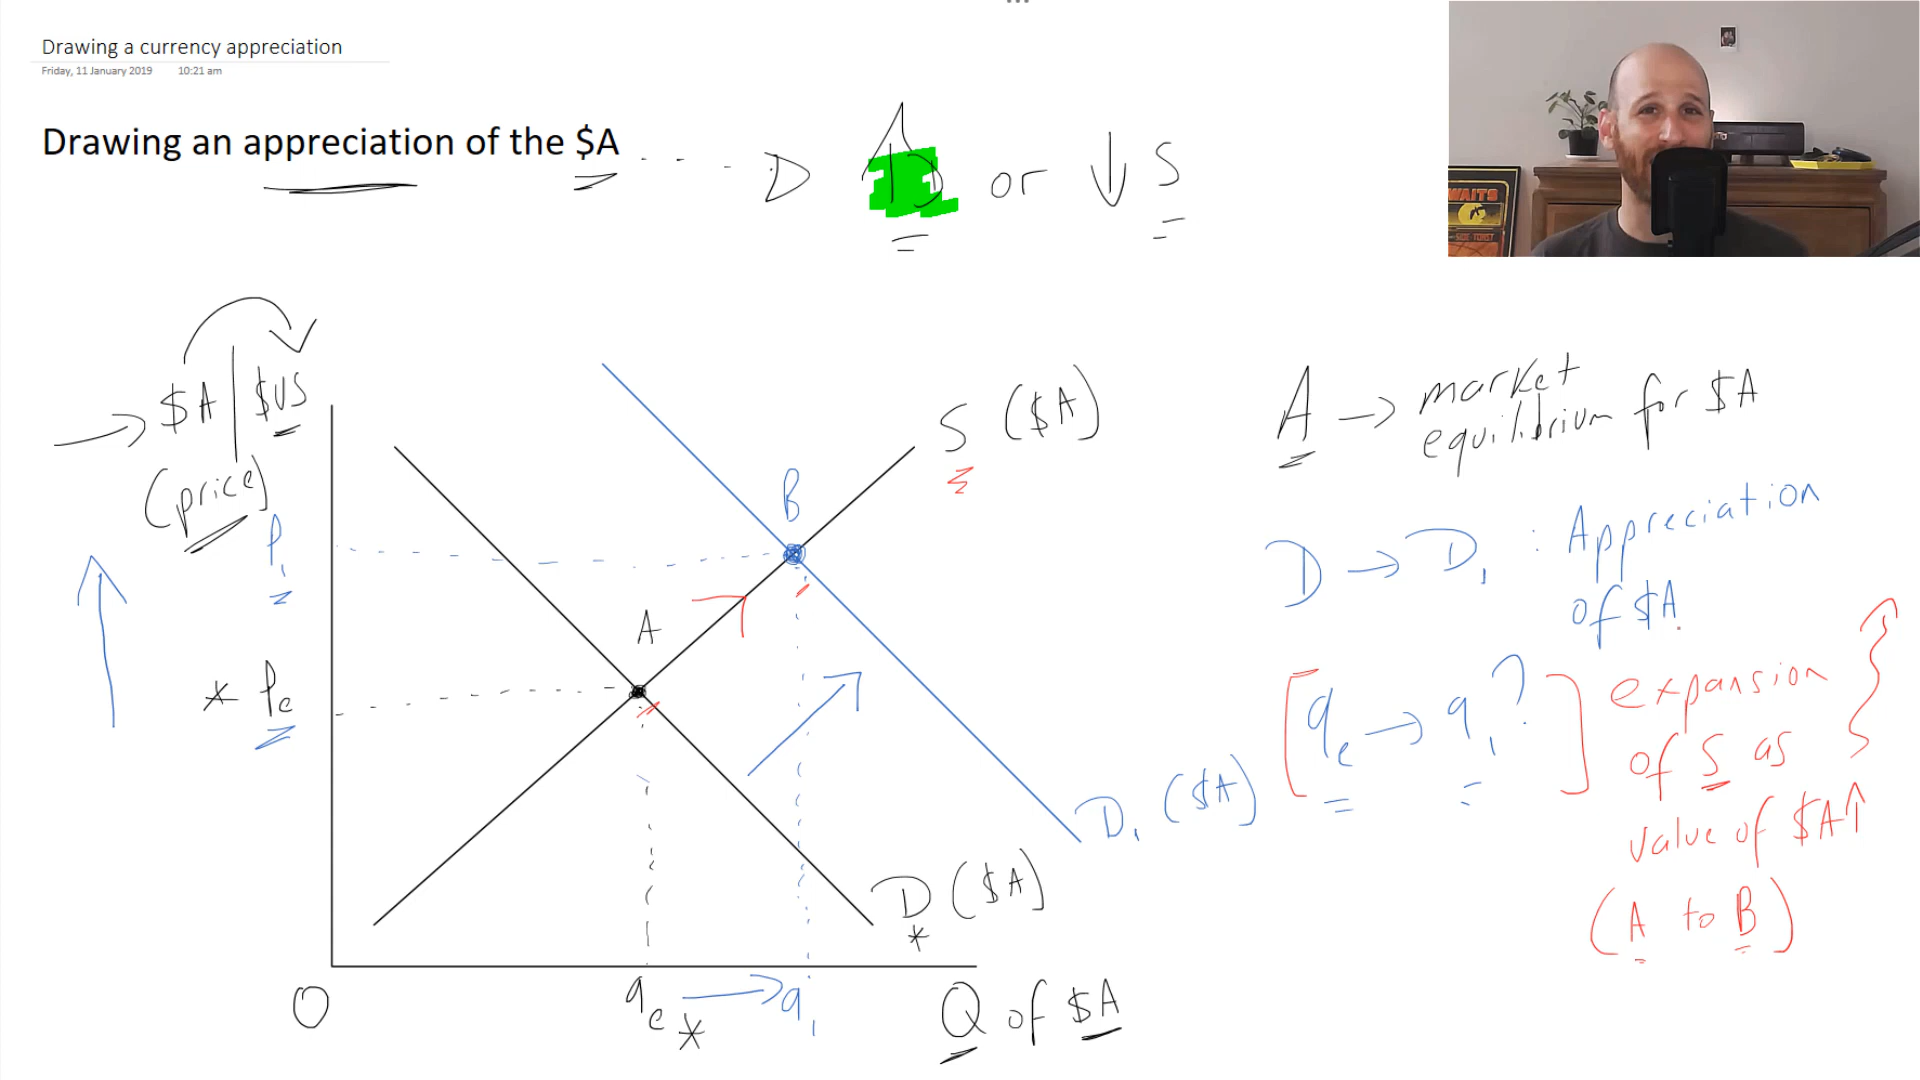 Drawing a currency appreciation
Friday, 11 January 2019 10:21 am
Drawing an appreciation of the $A D ↑D or ↓ S
$A | $US
(price)
P₁
* Pe
O
S ($A)
B
A
D₁ ($A)
D ($A)
*
qe * → q₁
Q of $A
A → market
equilibrium for $A
D → D₁ : Appreciation
of $A
[qe → q₁?] expansion
of S as
value of $A↑
(A to B)
WAITS